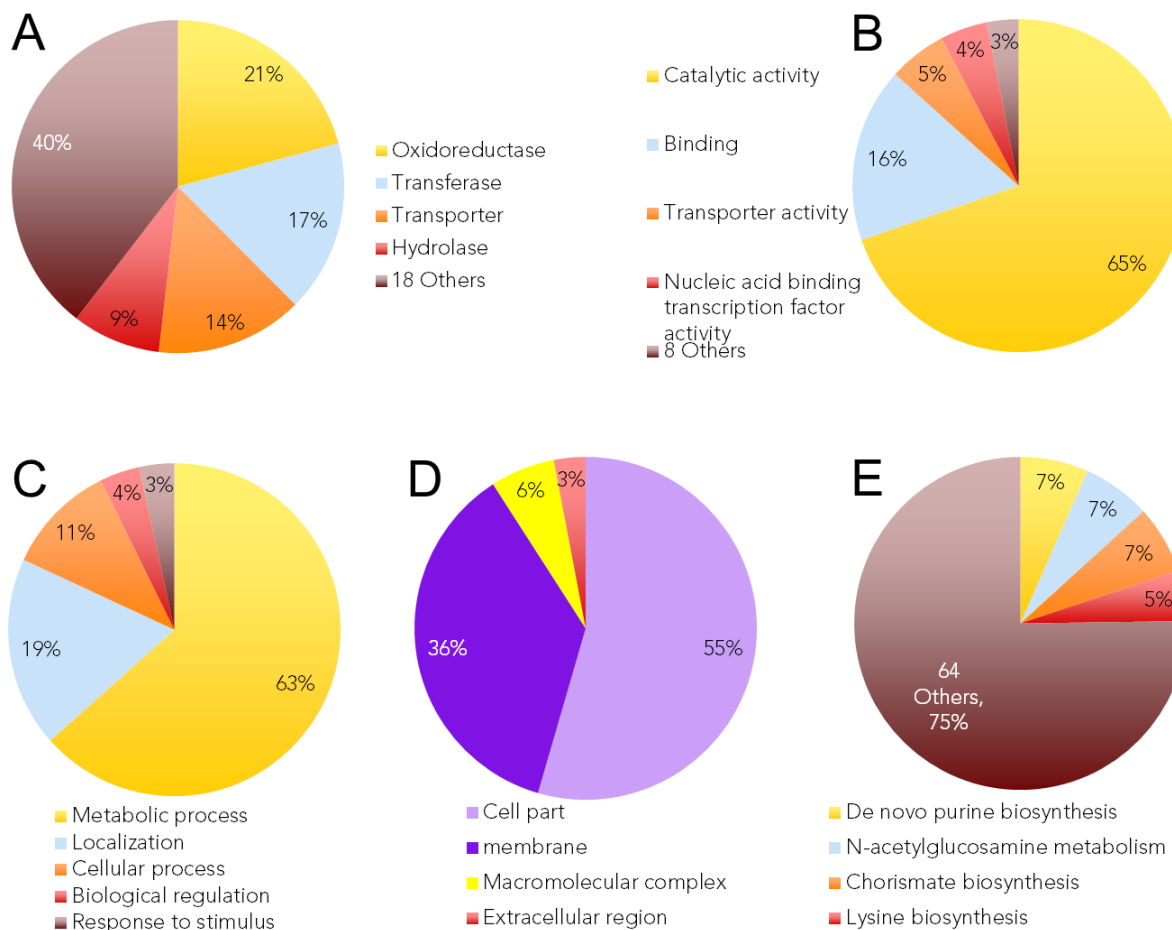 A
21%
17%
14%
9%
40%
Oxidoreductase
Transferase
Transporter
Hydrolase
18 Others
B
3%
4%
5%
16%
65%
Catalytic activity
Binding
Transporter activity
Nucleic acid binding
transcription factor
activity
8 Others
C
3%
4%
11%
19%
63%
Metabolic process
Localization
Cellular process
Biological regulation
Response to stimulus
D
3%
6%
36%
55%
Cell part
membrane
Macromolecular complex
Extracellular region
E
7%
7%
7%
5%
64
Others,
75%
De novo purine biosynthesis
N-acetylglucosamine metabolism
Chorismate biosynthesis
Lysine biosynthesis